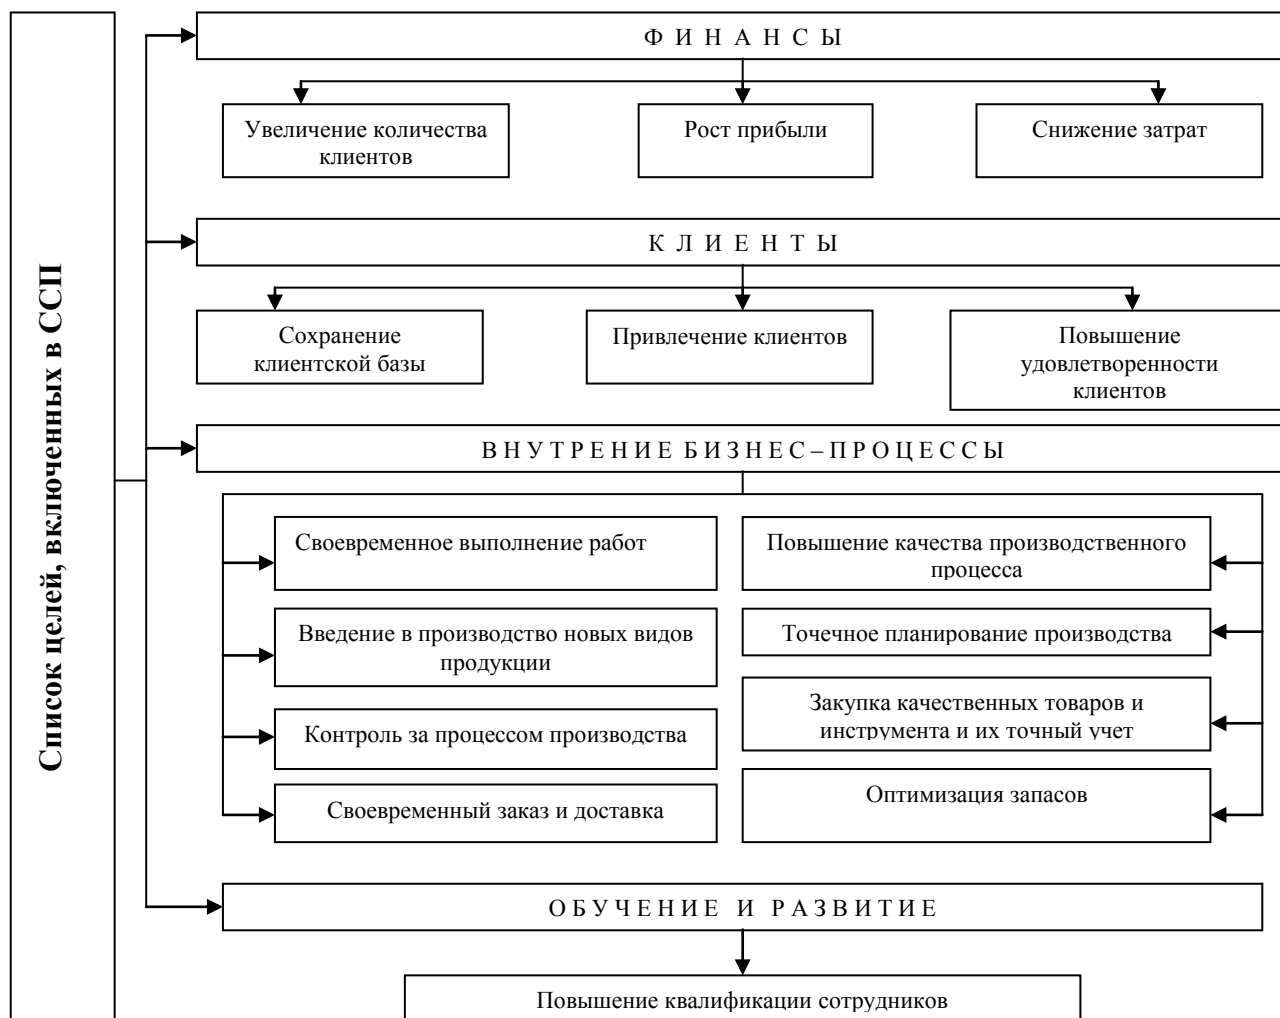 Список целей, включенных в ССП
Ф И Н А Н С Ы
Увеличение количества
клиентов
Рост прибыли
Снижение затрат
К Л И Е Н Т Ы
Сохранение
клиентской базы
Привлечение клиентов
Повышение
удовлетворенности
клиентов
В Н У Т Р Е Н И Е Б И З Н Е С – П Р О Ц Е С С Ы
Своевременное выполнение работ
Введение в производство новых видов
продукции
Контроль за процессом производства
Своевременный заказ и доставка
Повышение качества производственного
процесса
Точечное планирование производства
Закупка качественных товаров и
инструмента и их точный учет
Оптимизация запасов
О Б У Ч Е Н И Е И Р А З В И Т И Е
Повышение квалификации сотрудников